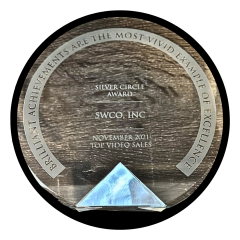 BRILLIANT ACHIEVEMENTS ARE THE MOST VIVID EXAMPLE OF EXCELLENCE
SILVER CIRCLE
AWARD
SWCO, INC
NOVEMBER 2021
TOP VIDEO SALES